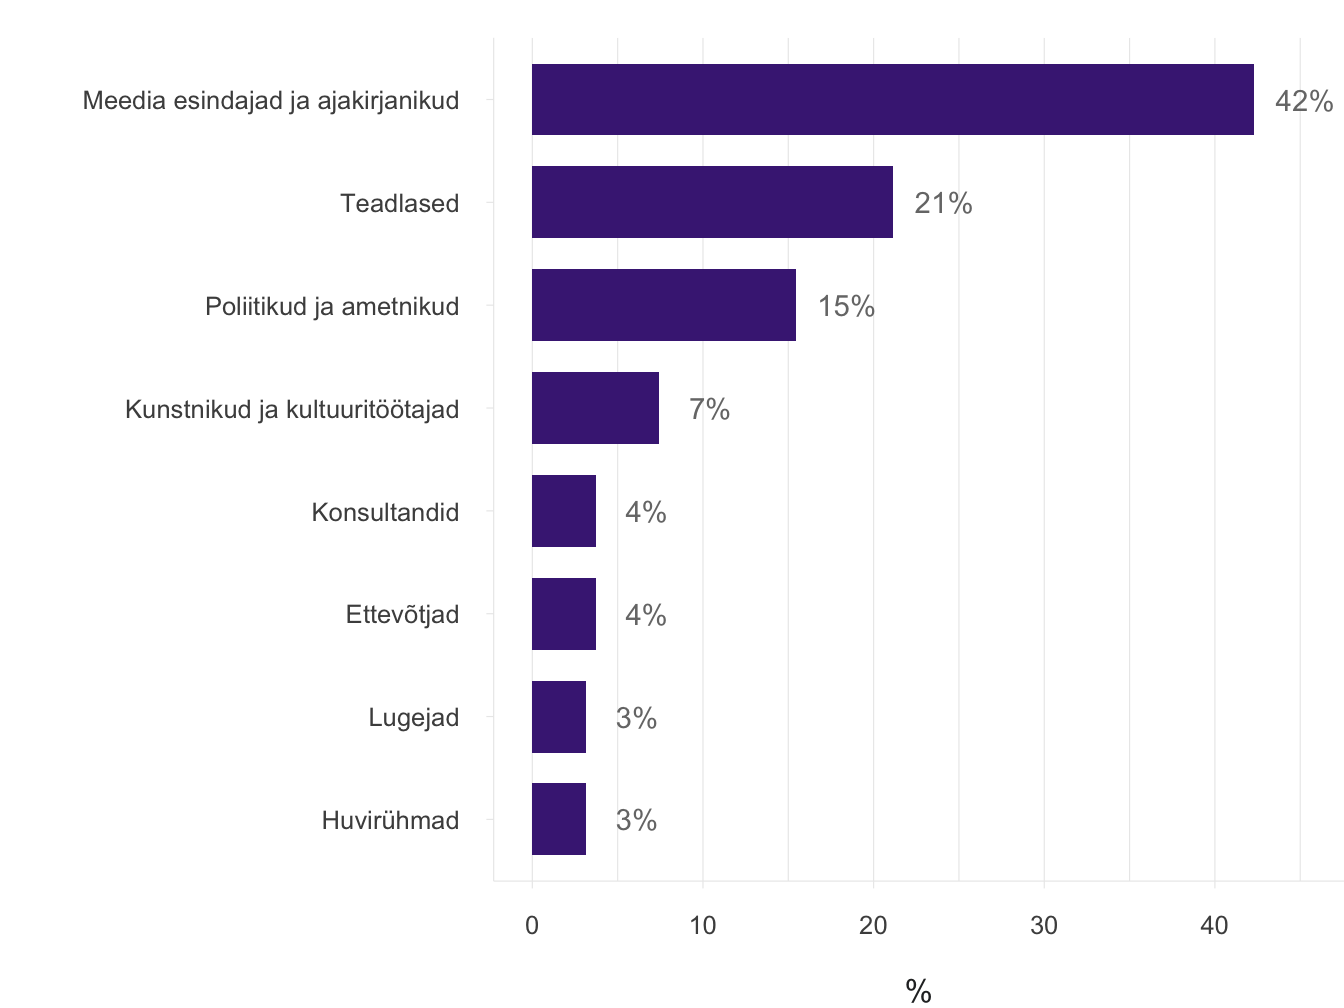 Meedia esindajad ja ajakirjanikud 42%
Teadlased 21%
Poliitikud ja ametnikud 15%
Kunstnikud ja kultuuritöötajad 7%
Konsultandid 4%
Ettevõtjad 4%
Lugejad 3%
Huvirühmad 3%
0 10 20 30 40
%